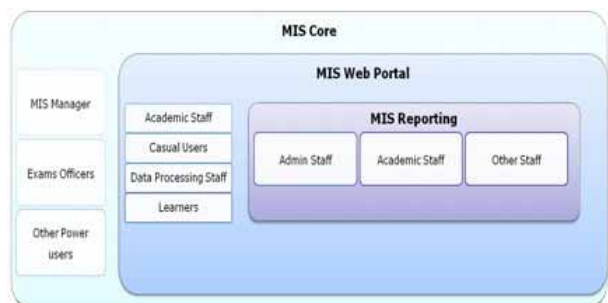 MIS Core
MIS Manager
Exams Officers
Other Power
users
MIS Web Portal
Academic Staff
Casual Users
Data Processing Staff
Learners
MIS Reporting
Admin Staff
Academic Staff
Other Staff